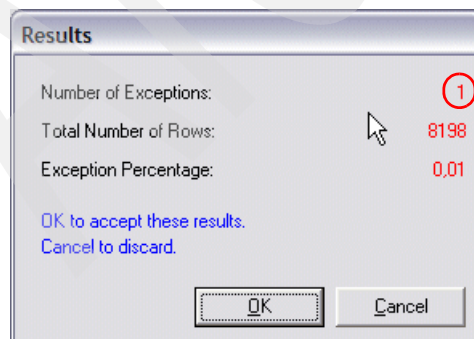 Results
Number of Exceptions: 1
Total Number of Rows: 8198
Exception Percentage: 0,01
OK to accept these results.
Cancel to discard.
OK Cancel